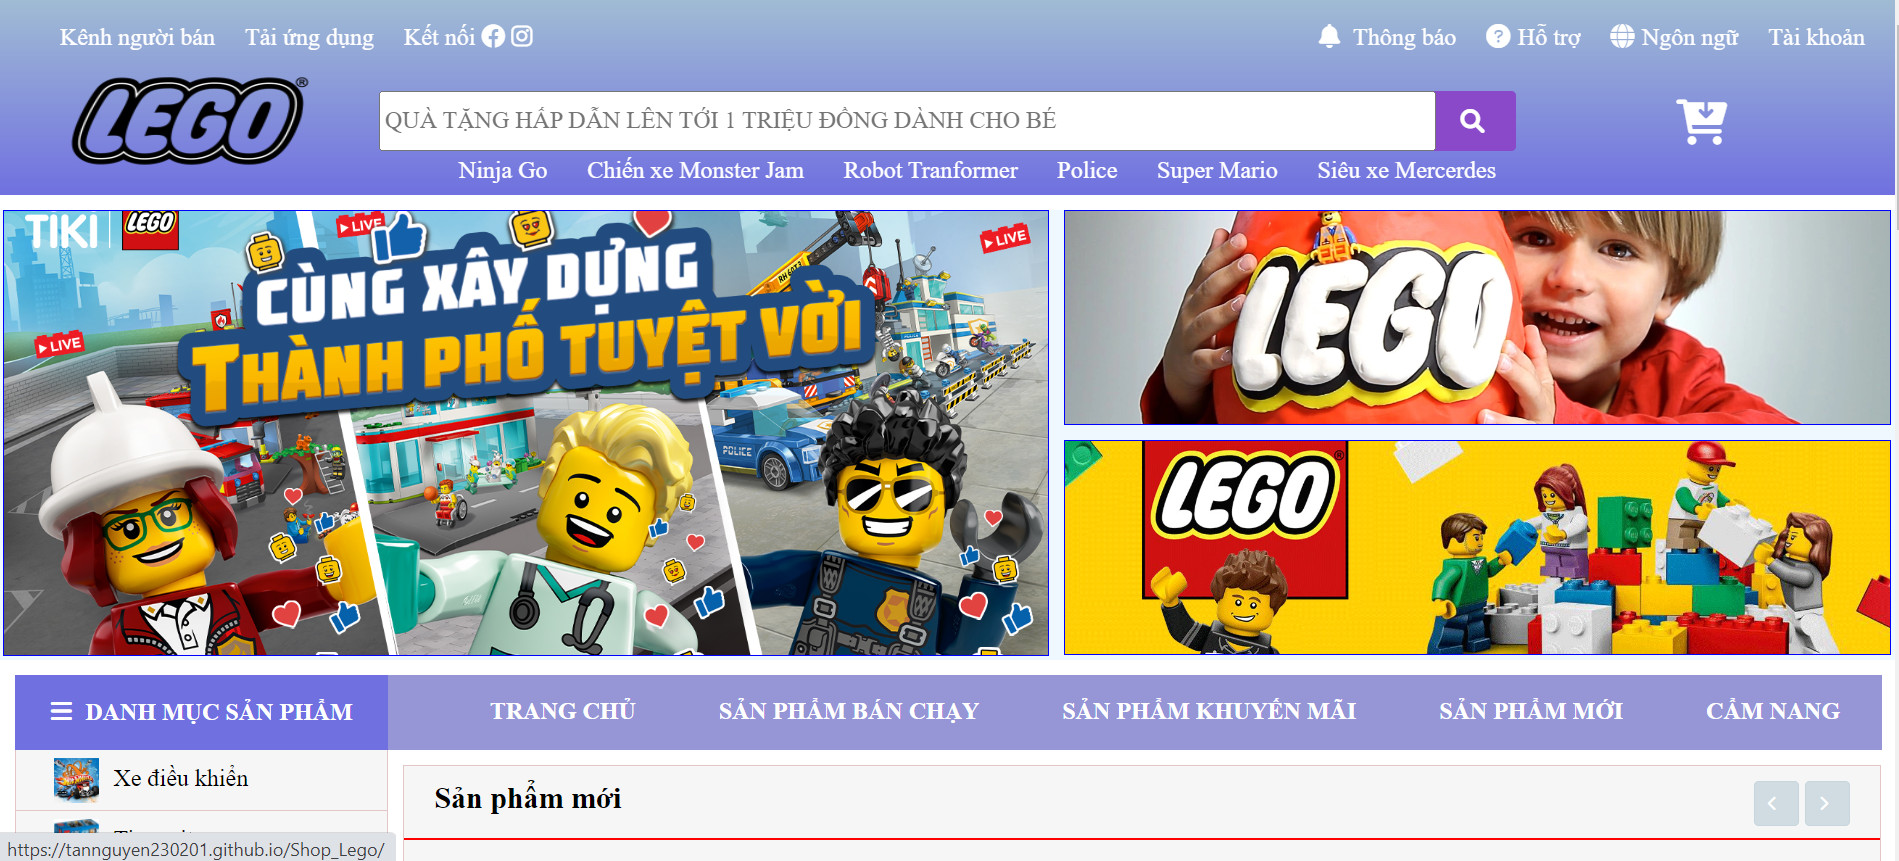 Kênh người bán Tải ứng dụng Kết nối
Thông báo Hỗ trợ Ngôn ngữ Tài khoản
LEGO®
QUÀ TẶNG HẤP DẪN LÊN TỚI 1 TRIỆU ĐỒNG DÀNH CHO BÉ
Ninja Go Chiến xe Monster Jam Robot Tranformer Police Super Mario Siêu xe Mercerdes
TIKI LEGO
LIVE
LIVE
LIVE
CÙNG XÂY DỰNG
THÀNH PHỐ TUYỆT VỜI
RH 60X3
POLICE
LEGO
LEGO®
DANH MỤC SẢN PHẨM
TRANG CHỦ SẢN PHẨM BÁN CHẠY SẢN PHẨM KHUYẾN MÃI SẢN PHẨM MỚI CẨM NANG
Xe điều khiển
Sản phẩm mới
https://tannguyen230201.github.io/Shop_Lego/